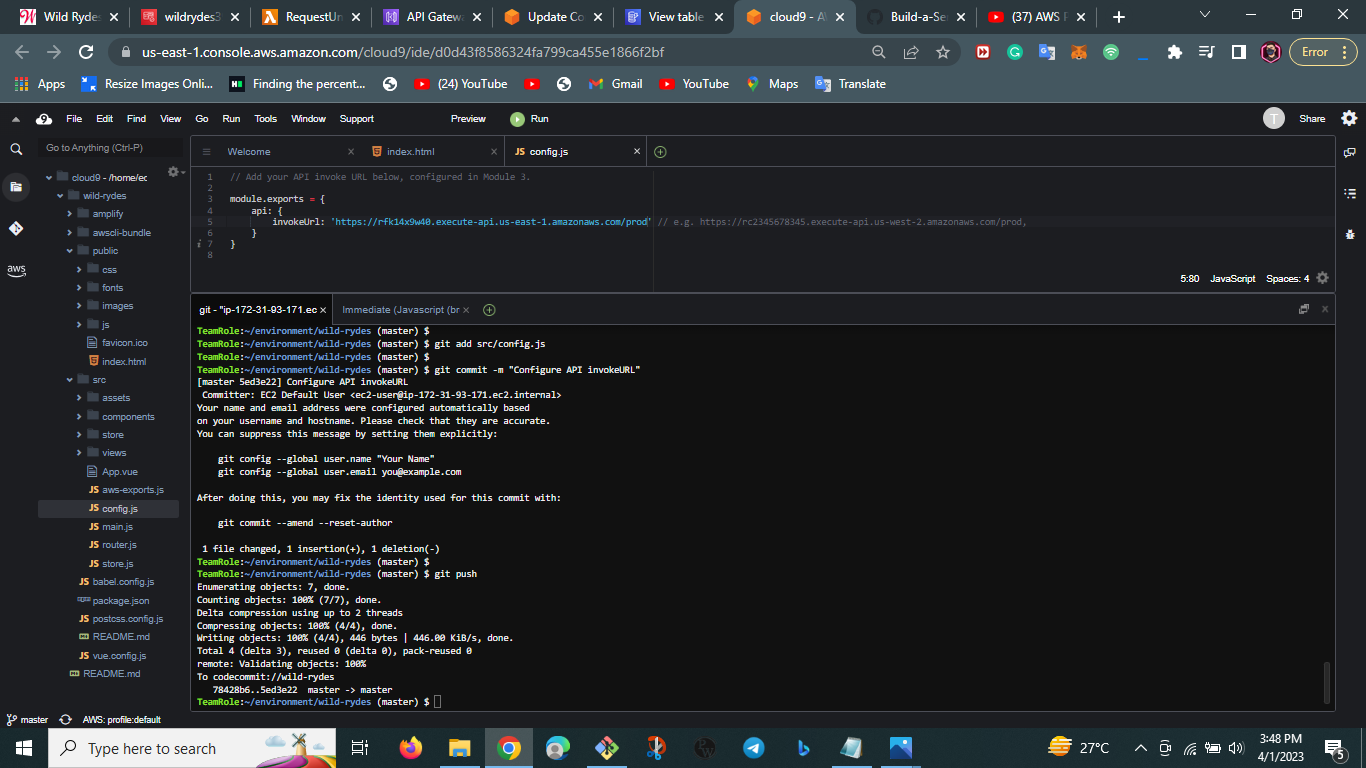 Wild Ryde
wildrydes3
RequestUn
API Gatew
Update Co
View table
cloud9 - A
Build-a-Se
(37) AWS P
us-east-1.console.aws.amazon.com/cloud9/ide/d0d43f8586324fa799ca455e1866f2bf
Error
Apps
Resize Images Onli...
Finding the percent...
(24) YouTube
Gmail
YouTube
Maps
Translate
File Edit Find View Go Run Tools Window Support Preview Run
T
Share
Go to Anything (Ctrl-P)
Welcome
index.html
JS config.js
cloud9 - /home/ec
wild-rydes
amplify
awscli-bundle
public
css
fonts
images
js
favicon.ico
index.html
src
assets
components
store
views
App.vue
JS aws-exports.js
JS config.js
JS main.js
JS router.js
JS store.js
JS babel.config.js
package.json
JS postcss.config.js
README.md
JS vue.config.js
README.md
aws
1 // Add your API invoke URL below, configured in Module 3.
2
3 module.exports = {
4 api: {
5 invokeUrl: 'https://rfk14x9w40.execute-api.us-east-1.amazonaws.com/prod' // e.g. https://rc2345678345.execute-api.us-west-2.amazonaws.com/prod,
6 }
7 }
8
5:80 JavaScript Spaces: 4
git - "ip-172-31-93-171.ec
Immediate (Javascript (br
TeamRole:~/environment/wild-rydes (master) $
TeamRole:~/environment/wild-rydes (master) $ git add src/config.js
TeamRole:~/environment/wild-rydes (master) $
TeamRole:~/environment/wild-rydes (master) $ git commit -m "Configure API invokeURL"
[master 5ed3e22] Configure API invokeURL
Committer: EC2 Default User <ec2-user@ip-172-31-93-171.ec2.internal>
Your name and email address were configured automatically based
on your username and hostname. Please check that they are accurate.
You can suppress this message by setting them explicitly:
git config --global user.name "Your Name"
git config --global user.email you@example.com
After doing this, you may fix the identity used for this commit with:
git commit --amend --reset-author
1 file changed, 1 insertion(+), 1 deletion(-)
TeamRole:~/environment/wild-rydes (master) $
TeamRole:~/environment/wild-rydes (master) $ git push
Enumerating objects: 7, done.
Counting objects: 100% (7/7), done.
Delta compression using up to 2 threads
Compressing objects: 100% (4/4), done.
Writing objects: 100% (4/4), 446 bytes | 446.00 KiB/s, done.
Total 4 (delta 3), reused 0 (delta 0), pack-reused 0
remote: Validating objects: 100%
To codecommit://wild-rydes
78428b6..5ed3e22 master -> master
TeamRole:~/environment/wild-rydes (master) $
master
AWS: profile:default
Type here to search
27°C
3:48 PM
4/1/2023
5